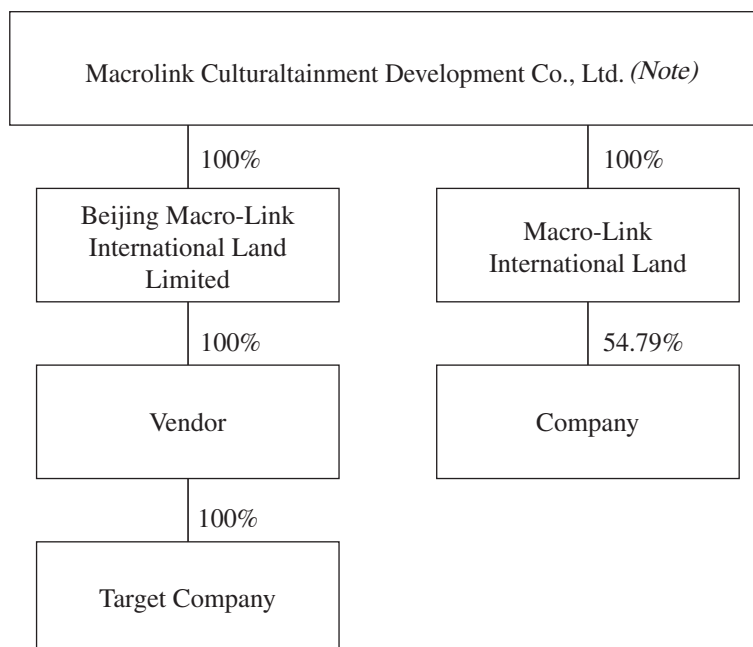 Macrolink Culturaltainment Development Co., Ltd. (Note)
100%
100%
Beijing Macro-Link
International Land
Limited
Macro-Link
International Land
100%
54.79%
Vendor
Company
100%
Target Company